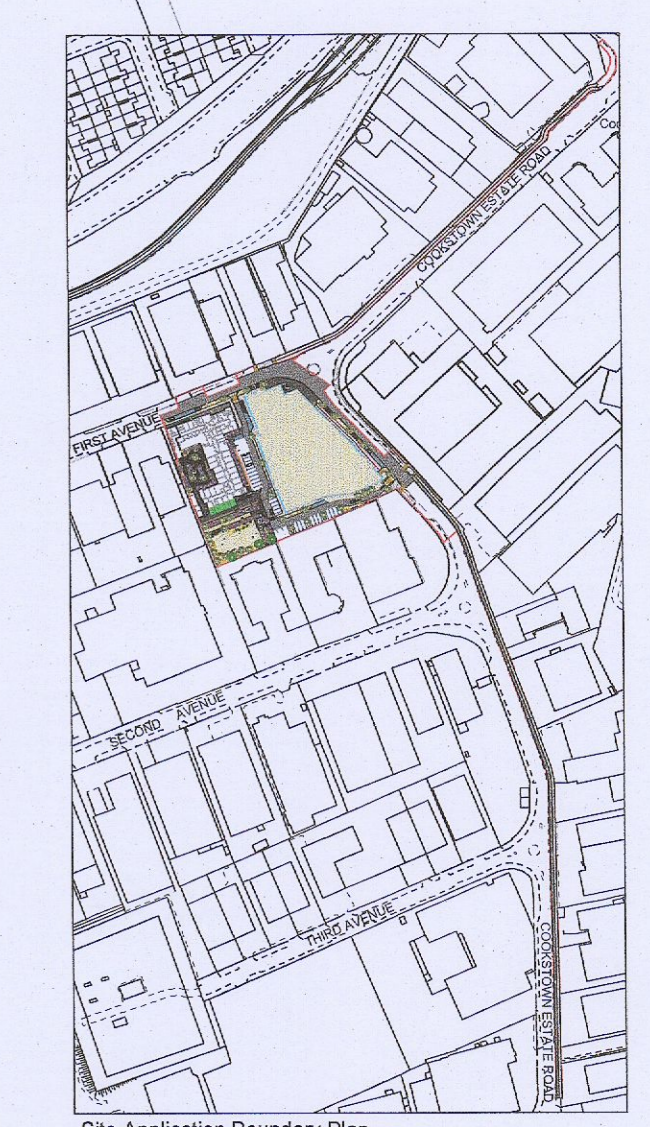 COOKSTOWN ESTATE ROAD
FIRST AVENUE
SECOND AVENUE
THIRD AVENUE
COOKSTOWN ESTATE ROAD
Site Application Boundary Plan